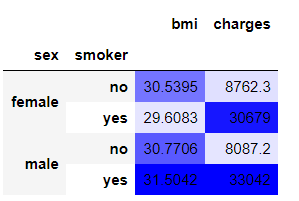 bmi charges
sex smoker
female no 30.5395 8762.3
yes 29.6083 30679
male no 30.7706 8087.2
yes 31.5042 33042